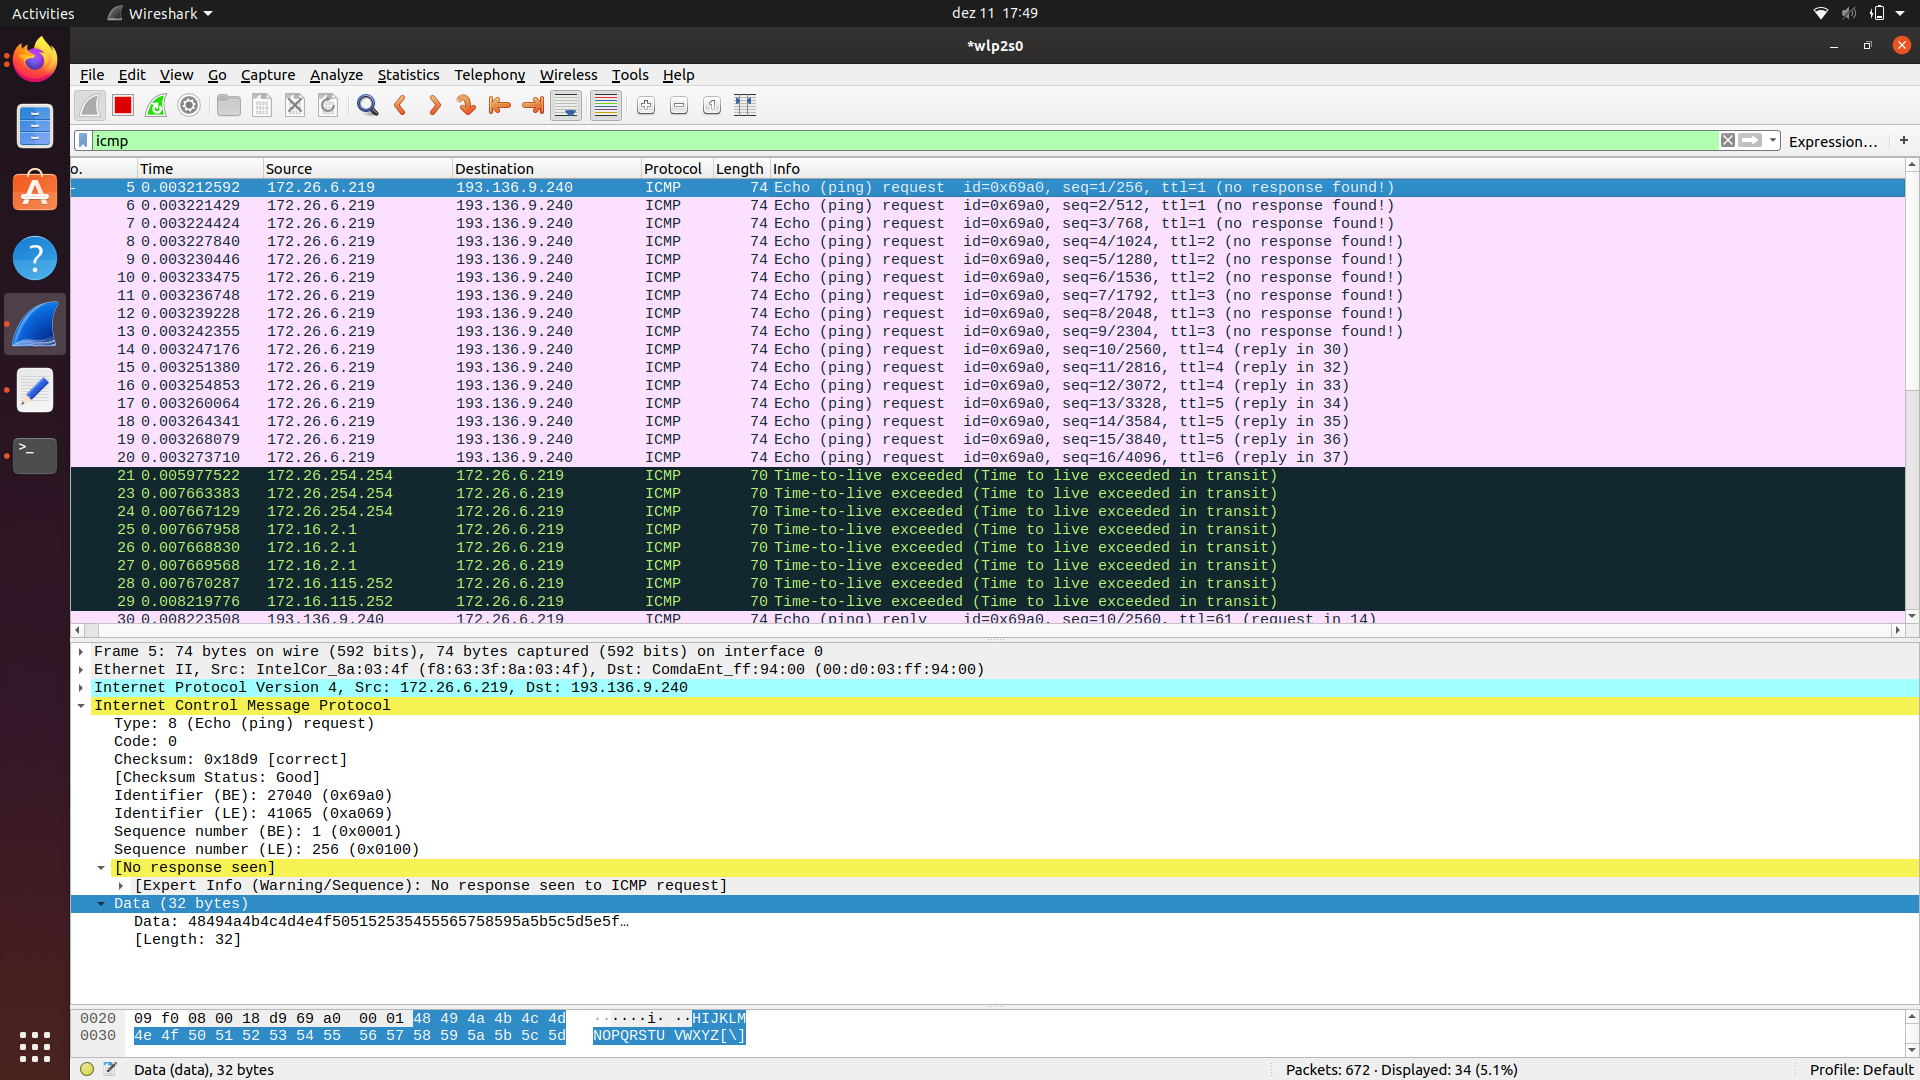 Activities Wireshark dez 11 17:49
*wlp2s0
File Edit View Go Capture Analyze Statistics Telephony Wireless Tools Help
icmp Expression… +
o. Time Source Destination Protocol Length Info
5 0.003212592 172.26.6.219 193.136.9.240 ICMP 74 Echo (ping) request id=0x69a0, seq=1/256, ttl=1 (no response found!)
6 0.003221429 172.26.6.219 193.136.9.240 ICMP 74 Echo (ping) request id=0x69a0, seq=2/512, ttl=1 (no response found!)
7 0.003224424 172.26.6.219 193.136.9.240 ICMP 74 Echo (ping) request id=0x69a0, seq=3/768, ttl=1 (no response found!)
8 0.003227840 172.26.6.219 193.136.9.240 ICMP 74 Echo (ping) request id=0x69a0, seq=4/1024, ttl=2 (no response found!)
9 0.003230446 172.26.6.219 193.136.9.240 ICMP 74 Echo (ping) request id=0x69a0, seq=5/1280, ttl=2 (no response found!)
10 0.003233475 172.26.6.219 193.136.9.240 ICMP 74 Echo (ping) request id=0x69a0, seq=6/1536, ttl=2 (no response found!)
11 0.003236748 172.26.6.219 193.136.9.240 ICMP 74 Echo (ping) request id=0x69a0, seq=7/1792, ttl=3 (no response found!)
12 0.003239228 172.26.6.219 193.136.9.240 ICMP 74 Echo (ping) request id=0x69a0, seq=8/2048, ttl=3 (no response found!)
13 0.003242355 172.26.6.219 193.136.9.240 ICMP 74 Echo (ping) request id=0x69a0, seq=9/2304, ttl=3 (no response found!)
14 0.003247176 172.26.6.219 193.136.9.240 ICMP 74 Echo (ping) request id=0x69a0, seq=10/2560, ttl=4 (reply in 30)
15 0.003251380 172.26.6.219 193.136.9.240 ICMP 74 Echo (ping) request id=0x69a0, seq=11/2816, ttl=4 (reply in 32)
16 0.003254853 172.26.6.219 193.136.9.240 ICMP 74 Echo (ping) request id=0x69a0, seq=12/3072, ttl=4 (reply in 33)
17 0.003260064 172.26.6.219 193.136.9.240 ICMP 74 Echo (ping) request id=0x69a0, seq=13/3328, ttl=5 (reply in 34)
18 0.003264341 172.26.6.219 193.136.9.240 ICMP 74 Echo (ping) request id=0x69a0, seq=14/3584, ttl=5 (reply in 35)
19 0.003268079 172.26.6.219 193.136.9.240 ICMP 74 Echo (ping) request id=0x69a0, seq=15/3840, ttl=5 (reply in 36)
20 0.003273710 172.26.6.219 193.136.9.240 ICMP 74 Echo (ping) request id=0x69a0, seq=16/4096, ttl=6 (reply in 37)
21 0.005977522 172.26.254.254 172.26.6.219 ICMP 70 Time-to-live exceeded (Time to live exceeded in transit)
23 0.007663383 172.26.254.254 172.26.6.219 ICMP 70 Time-to-live exceeded (Time to live exceeded in transit)
24 0.007667129 172.26.254.254 172.26.6.219 ICMP 70 Time-to-live exceeded (Time to live exceeded in transit)
25 0.007667958 172.16.2.1 172.26.6.219 ICMP 70 Time-to-live exceeded (Time to live exceeded in transit)
26 0.007668830 172.16.2.1 172.26.6.219 ICMP 70 Time-to-live exceeded (Time to live exceeded in transit)
27 0.007669568 172.16.2.1 172.26.6.219 ICMP 70 Time-to-live exceeded (Time to live exceeded in transit)
28 0.007670287 172.16.115.252 172.26.6.219 ICMP 70 Time-to-live exceeded (Time to live exceeded in transit)
29 0.008219776 172.16.115.252 172.26.6.219 ICMP 70 Time-to-live exceeded (Time to live exceeded in transit)
30 0.008223508 193.136.9.240 172.26.6.219 ICMP 74 Echo (ping) reply id=0x69a0, seq=10/2560, ttl=61 (request in 14)
Frame 5: 74 bytes on wire (592 bits), 74 bytes captured (592 bits) on interface 0
Ethernet II, Src: IntelCor_8a:03:4f (f8:63:3f:8a:03:4f), Dst: ComdaEnt_ff:94:00 (00:d0:03:ff:94:00)
Internet Protocol Version 4, Src: 172.26.6.219, Dst: 193.136.9.240
Internet Control Message Protocol
Type: 8 (Echo (ping) request)
Code: 0
Checksum: 0x18d9 [correct]
[Checksum Status: Good]
Identifier (BE): 27040 (0x69a0)
Identifier (LE): 41065 (0xa069)
Sequence number (BE): 1 (0x0001)
Sequence number (LE): 256 (0x0100)
[No response seen]
[Expert Info (Warning/Sequence): No response seen to ICMP request]
Data (32 bytes)
Data: 48494a4b4c4d4e4f505152535455565758595a5b5c5d5e5f…
[Length: 32]
0020 09 f0 08 00 18 d9 69 a0 00 01 48 49 4a 4b 4c 4d ······i· ··HIJKLM
0030 4e 4f 50 51 52 53 54 55 56 57 58 59 5a 5b 5c 5d NOPQRSTU VWXYZ[\]
Data (data), 32 bytes Packets: 672 · Displayed: 34 (5.1%) Profile: Default